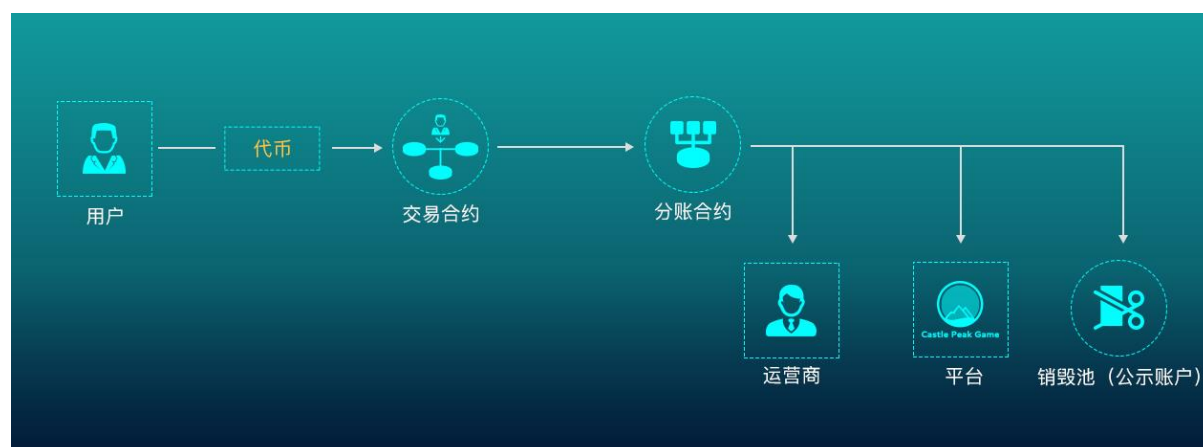 用户
代币
交易合约
分账合约
运营商
Castle Peak Game
平台
销毁池（公示账户）